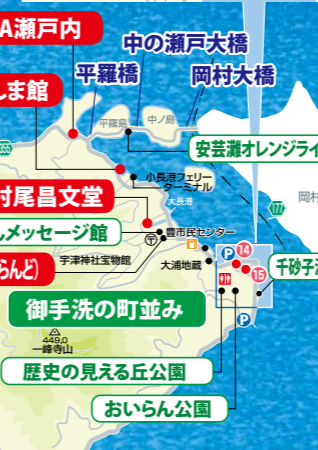 A瀬戸内
中の瀬戸大橋
平羅橋
岡村大橋
しま館
平羅島
中ノ島
安芸灘オレンジライ
355
小長港フェリー
ターミナル
大長港
岡村
177
村尾昌文堂
んメッセージ館
豊市民センター
宇津神社宝物館
大浦地蔵
P
14
15
千砂子
らんど)
御手洗の町並み
P
449.0
一峰寺山
歴史の見える丘公園
おいらん公園